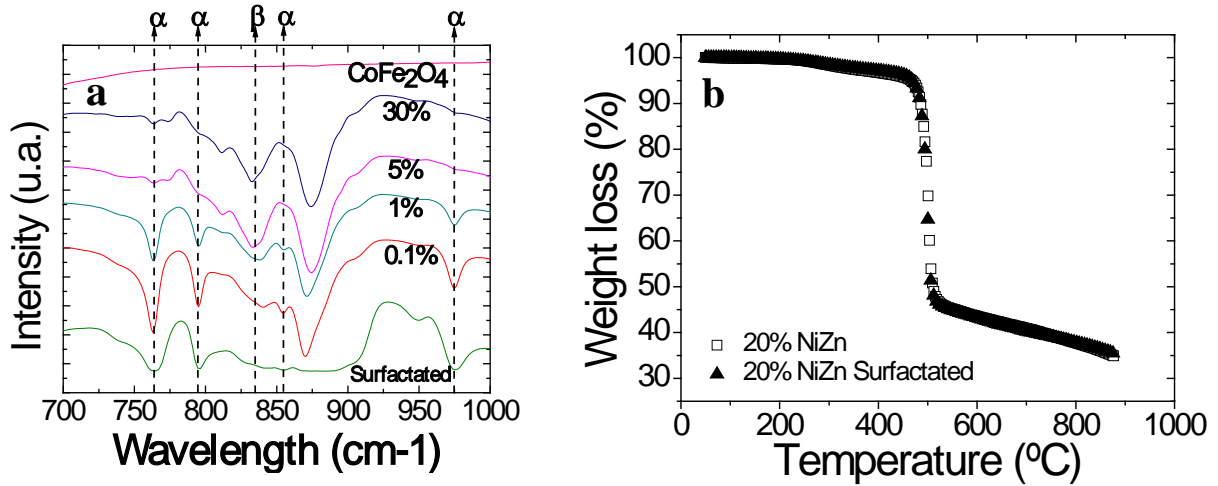 α α β α α
a
CoFe2O4
30%
5%
1%
0.1%
Surfactated
Intensity (u.a.)
700 750 800 850 900 950 1000
Wavelength (cm-1)
b
100
90
80
70
60
50
40
30
Weight loss (%)
20% NiZn
20% NiZn Surfactated
0 200 400 600 800 1000
Temperature (ºC)